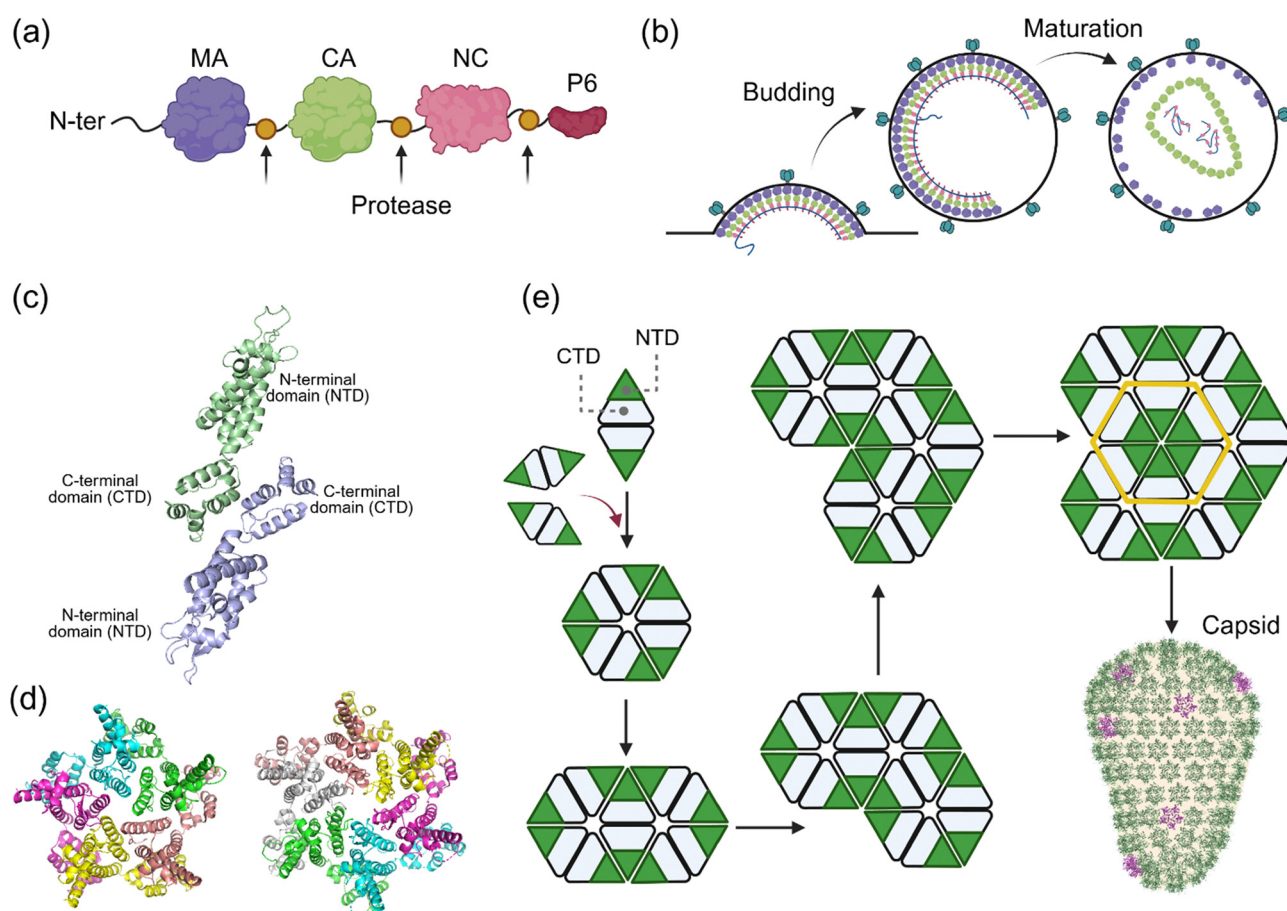 (a)
MA
CA
NC
P6
N-ter
Protease
(b)
Budding
Maturation
(c)
N-terminal
domain (NTD)
C-terminal
domain (CTD)
C-terminal
domain (CTD)
N-terminal
domain (NTD)
(d)
(e)
CTD
NTD
Capsid